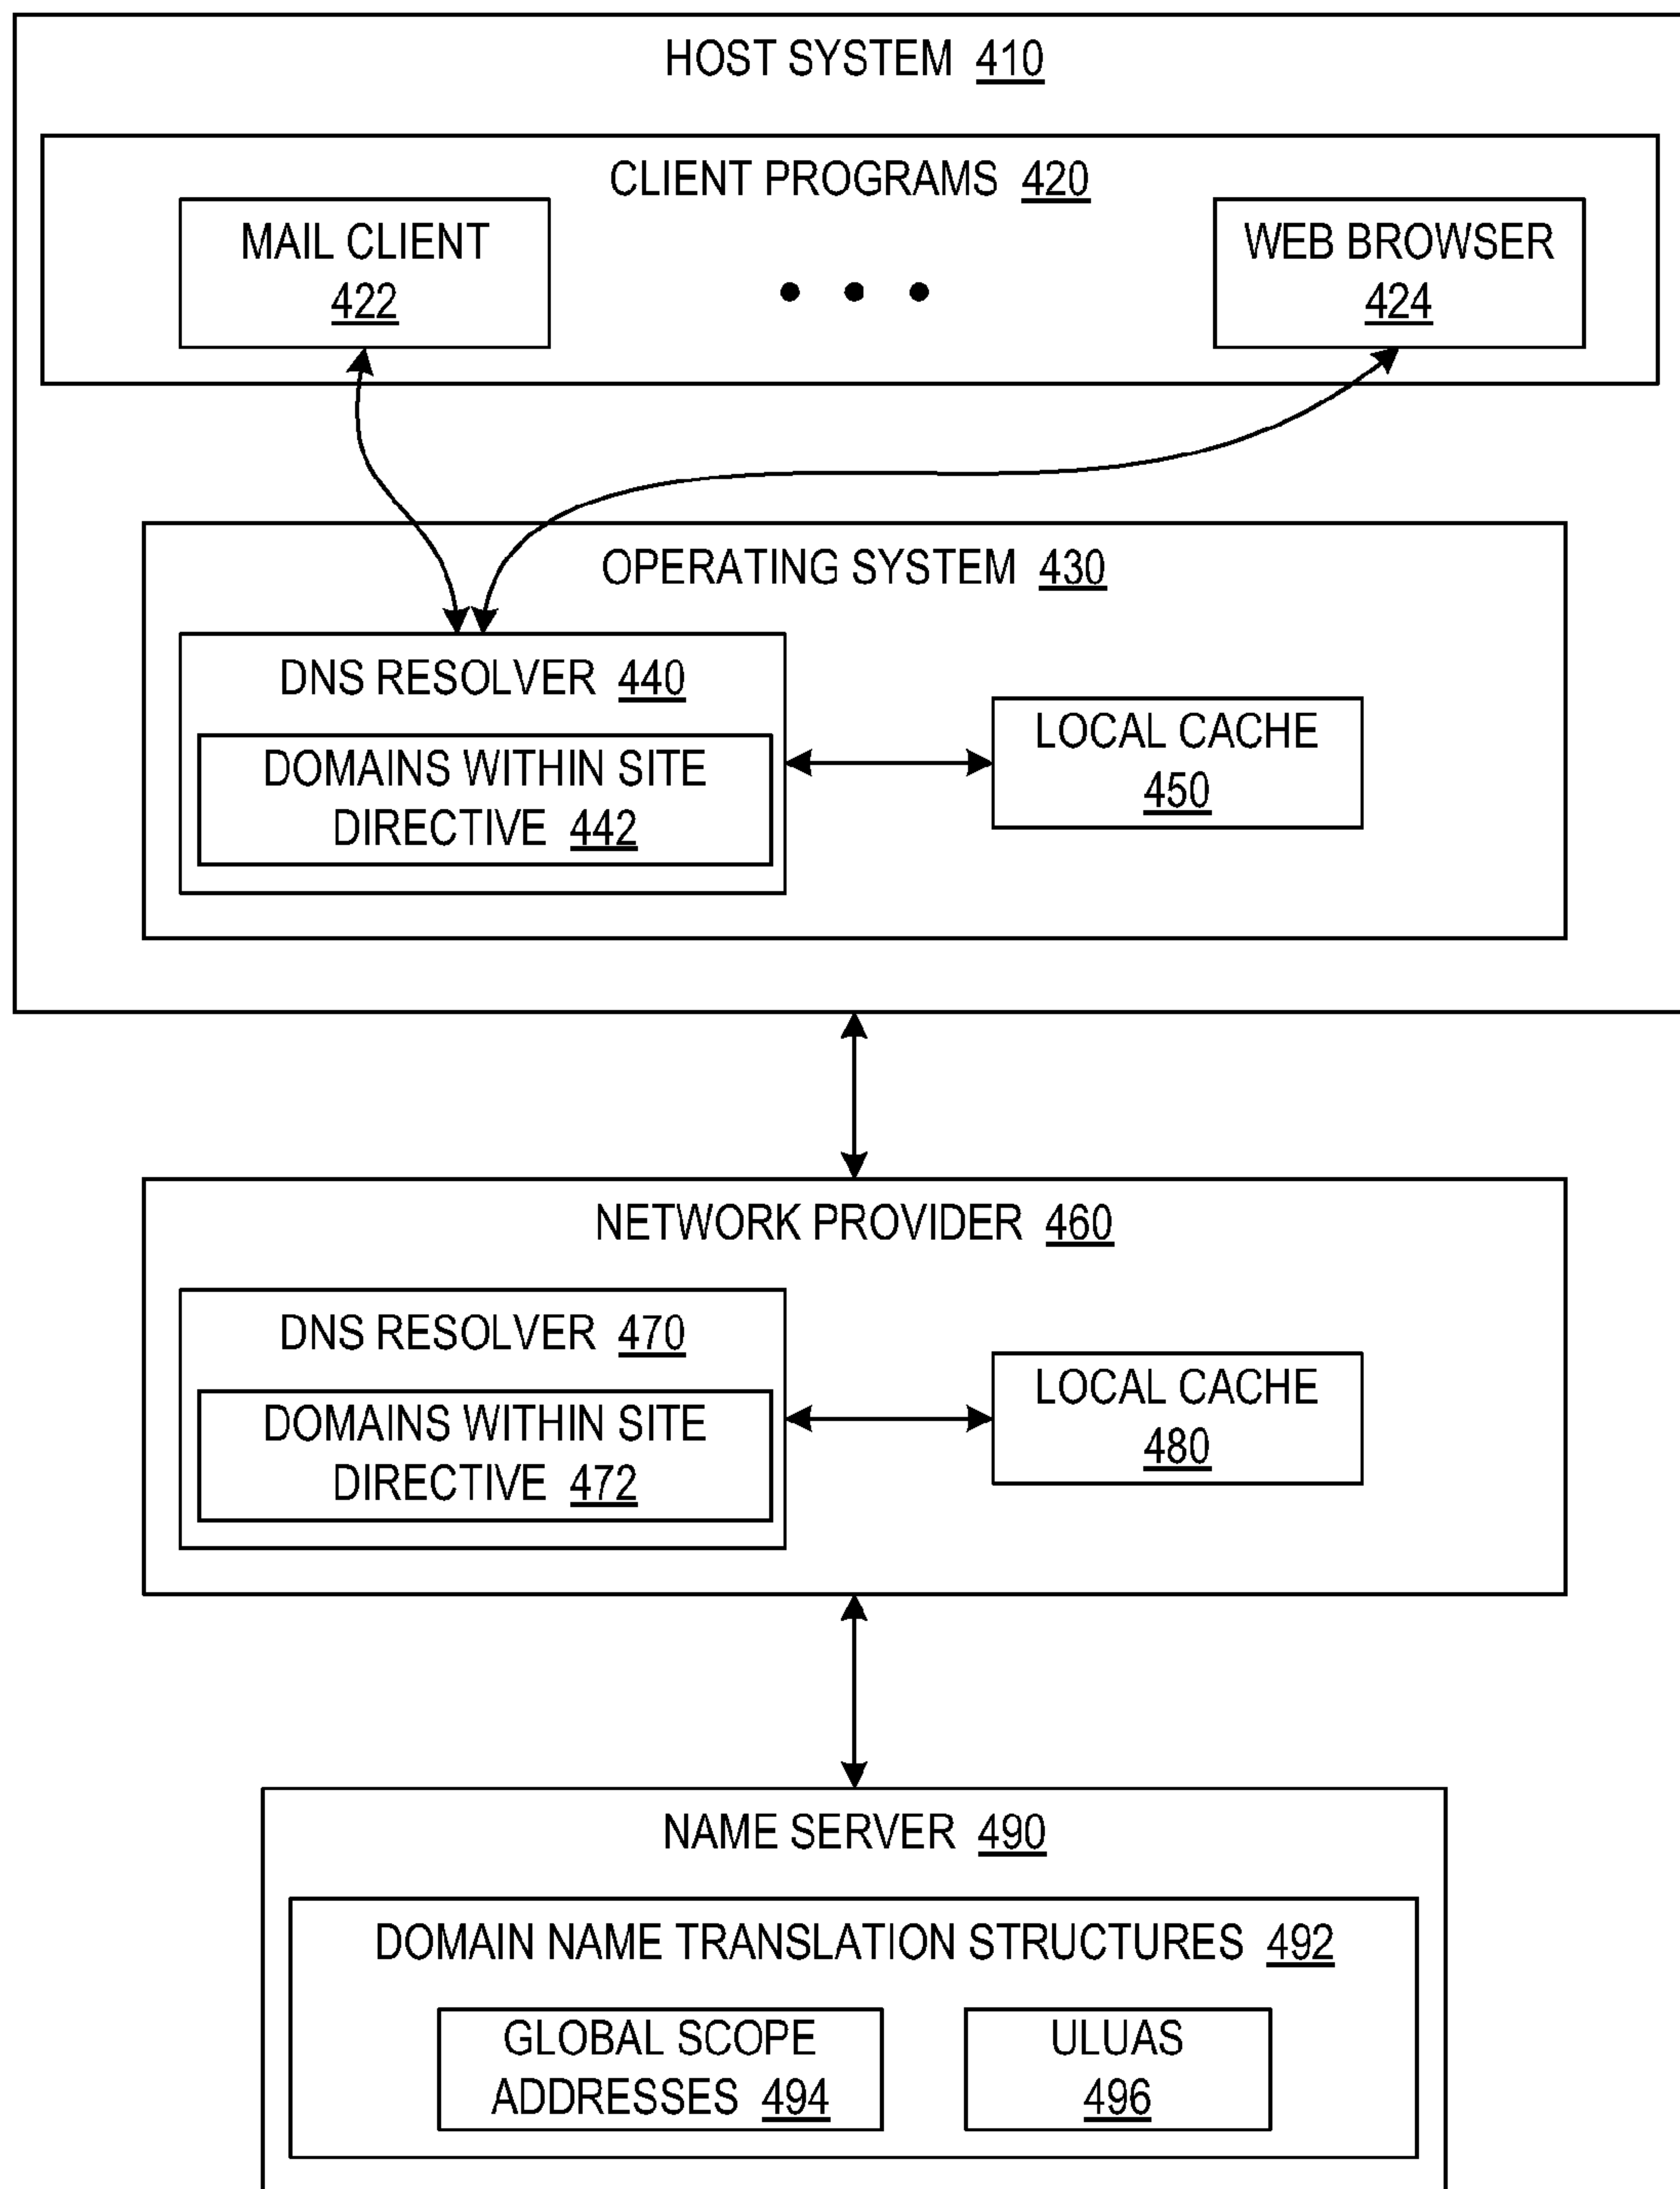 HOST SYSTEM 410
CLIENT PROGRAMS 420
MAIL CLIENT
422
WEB BROWSER
424
OPERATING SYSTEM 430
DNS RESOLVER 440
DOMAINS WITHIN SITE
DIRECTIVE 442
LOCAL CACHE
450
NETWORK PROVIDER 460
DNS RESOLVER 470
DOMAINS WITHIN SITE
DIRECTIVE 472
LOCAL CACHE
480
NAME SERVER 490
DOMAIN NAME TRANSLATION STRUCTURES 492
GLOBAL SCOPE
ADDRESSES 494
ULUAS
496